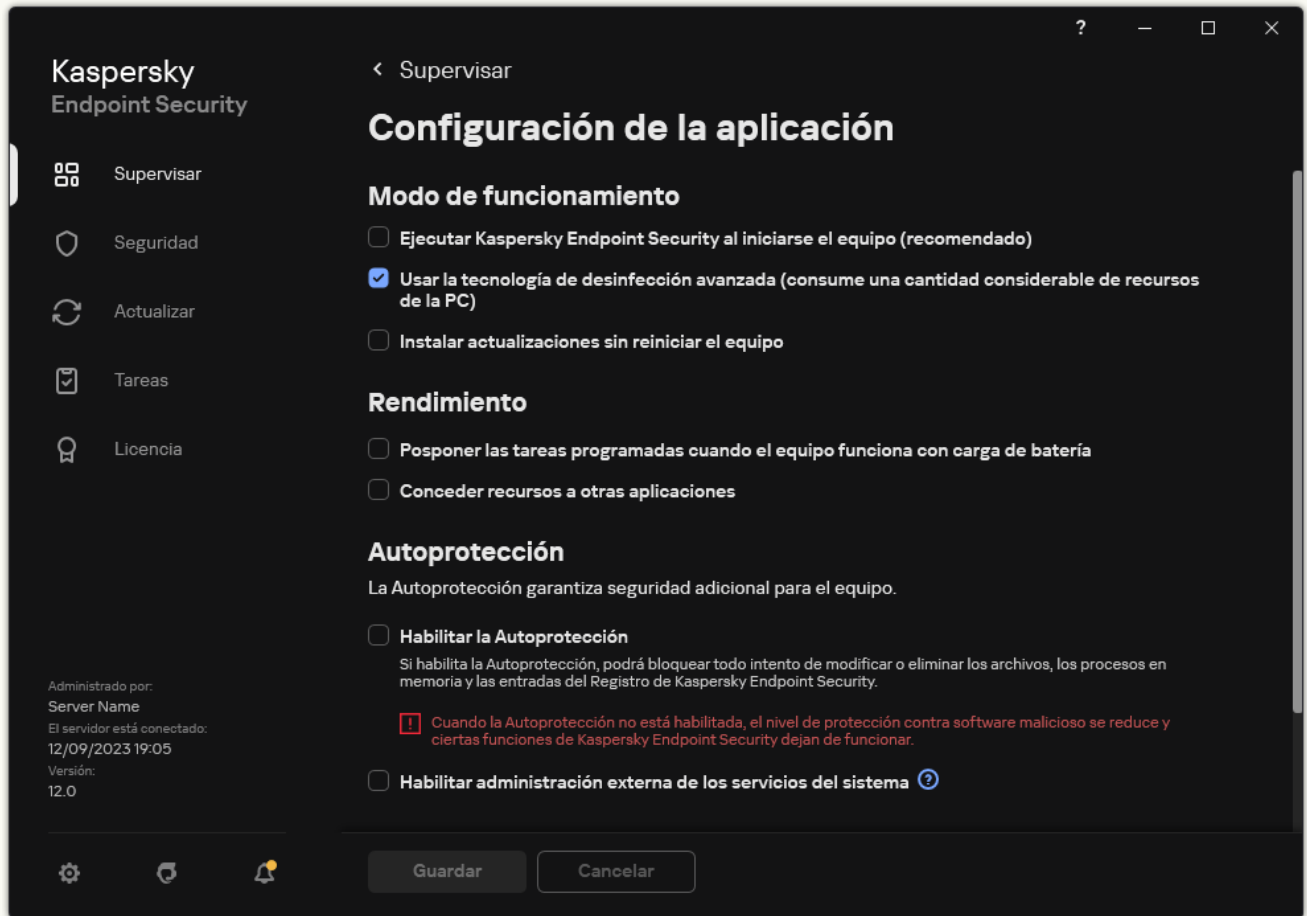 Kaspersky
Endpoint Security
Supervisar
Seguridad
Actualizar
Tareas
Licencia
Administrado por:
Server Name
El servidor está conectado:
12/09/2023 19:05
Versión:
12.0
?
Supervisar
Configuración de la aplicación
Modo de funcionamiento
Ejecutar Kaspersky Endpoint Security al iniciarse el equipo (recomendado)
Usar la tecnología de desinfección avanzada (consume una cantidad considerable de recursos
de la PC)
Instalar actualizaciones sin reiniciar el equipo
Rendimiento
Posponer las tareas programadas cuando el equipo funciona con carga de batería
Conceder recursos a otras aplicaciones
Autoprotección
La Autoprotección garantiza seguridad adicional para el equipo.
Habilitar la Autoprotección
Si habilita la Autoprotección, podrá bloquear todo intento de modificar o eliminar los archivos, los procesos en
memoria y las entradas del Registro de Kaspersky Endpoint Security.
! Cuando la Autoprotección no está habilitada, el nivel de protección contra software malicioso se reduce y
ciertas funciones de Kaspersky Endpoint Security dejan de funcionar.
Habilitar administración externa de los servicios del sistema ?
Guardar
Cancelar